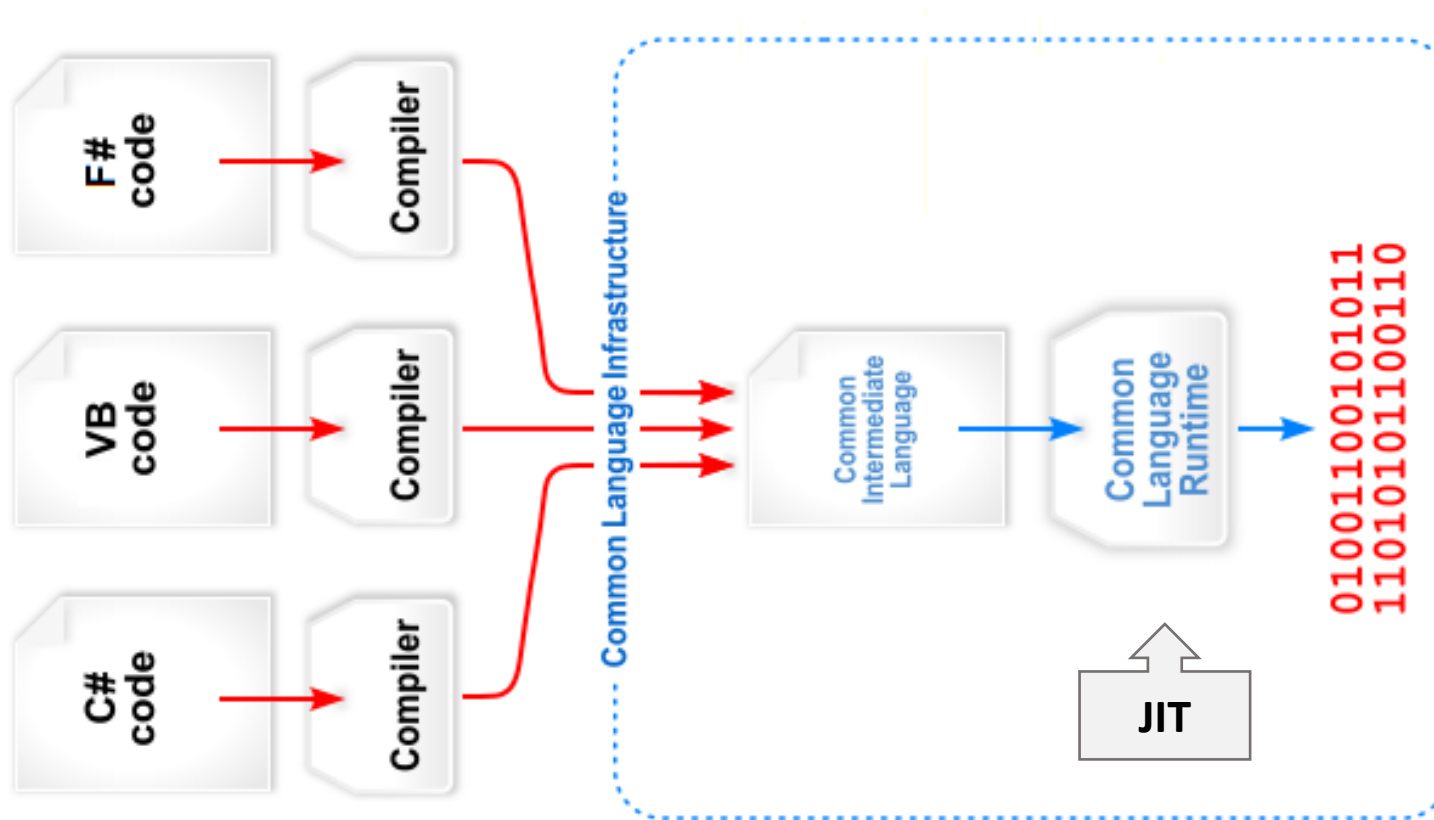 F#
code
Compiler
VB
code
Compiler
C#
code
Compiler
Common Language Infrastructure
Common
Intermediate
Language
Common
Language
Runtime
01001100101011
11010101100110
JIT